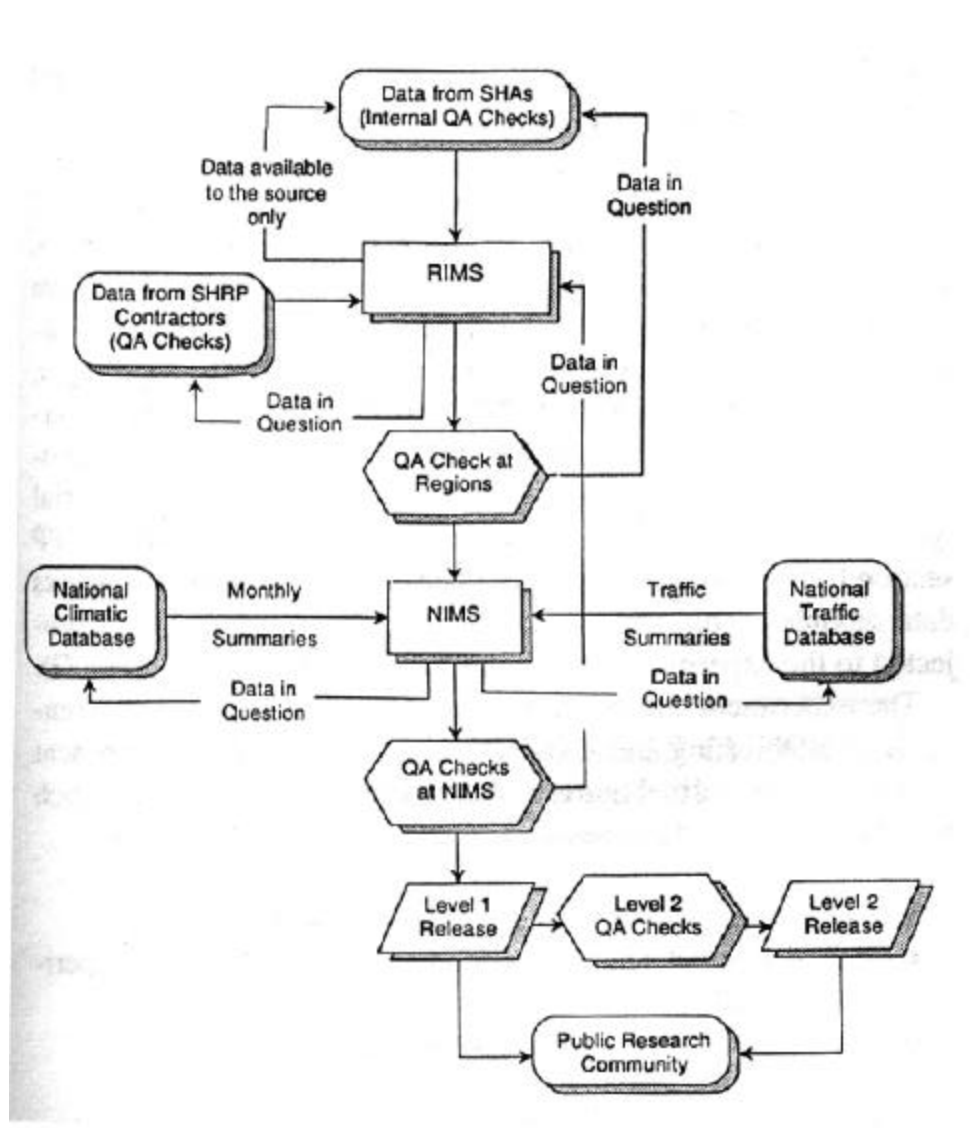 Data from SHAs
(Internal QA Checks)
Data available
to the source
only
Data in
Question
RIMS
Data from SHRP
Contractors
(QA Checks)
Data in
Question
Data in
Question
QA Check at
Regions
National
Climatic
Database
Monthly
Summaries
NIMS
Traffic
Summaries
National
Traffic
Database
Data in
Question
Data in
Question
QA Checks
at NIMS
Level 1
Release
Level 2
QA Checks
Level 2
Release
Public Research
Community